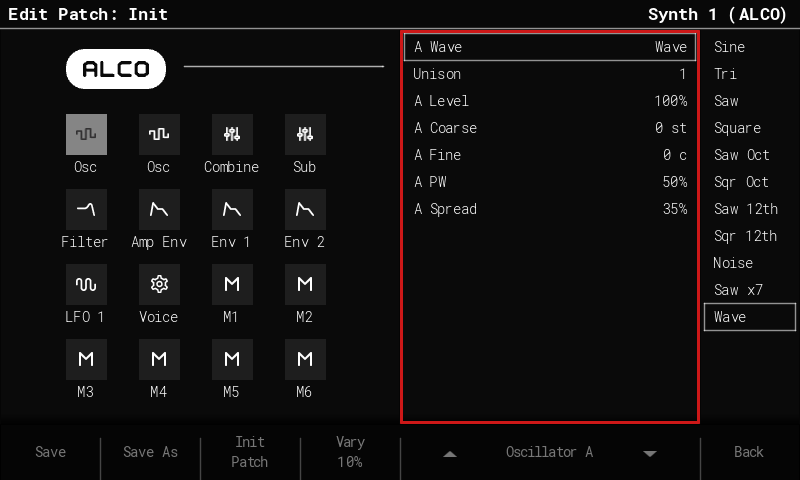 Edit Patch: Init
Synth 1 (ALCO)
ALCO
Osc
Osc
Combine
Sub
Filter
Amp Env
Env 1
Env 2
LFO 1
Voice
M1
M2
M3
M4
M5
M6
A Wave Wave
Unison 1
A Level 100%
A Coarse 0 st
A Fine 0 c
A PW 50%
A Spread 35%
Sine
Tri
Saw
Square
Saw Oct
Sqr Oct
Saw 12th
Sqr 12th
Noise
Saw x7
Wave
Save
Save As
Init
Patch
Vary
10%
Oscillator A
Back